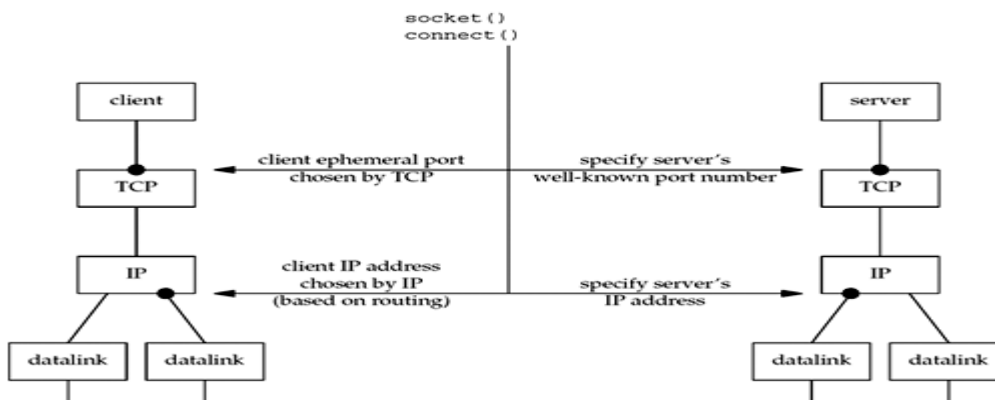 socket()
connect()
client
server
client ephemeral port
chosen by TCP
specify server's
well-known port number
TCP
TCP
client IP address
chosen by IP
(based on routing)
specify server's
IP address
IP
IP
datalink
datalink
datalink
datalink